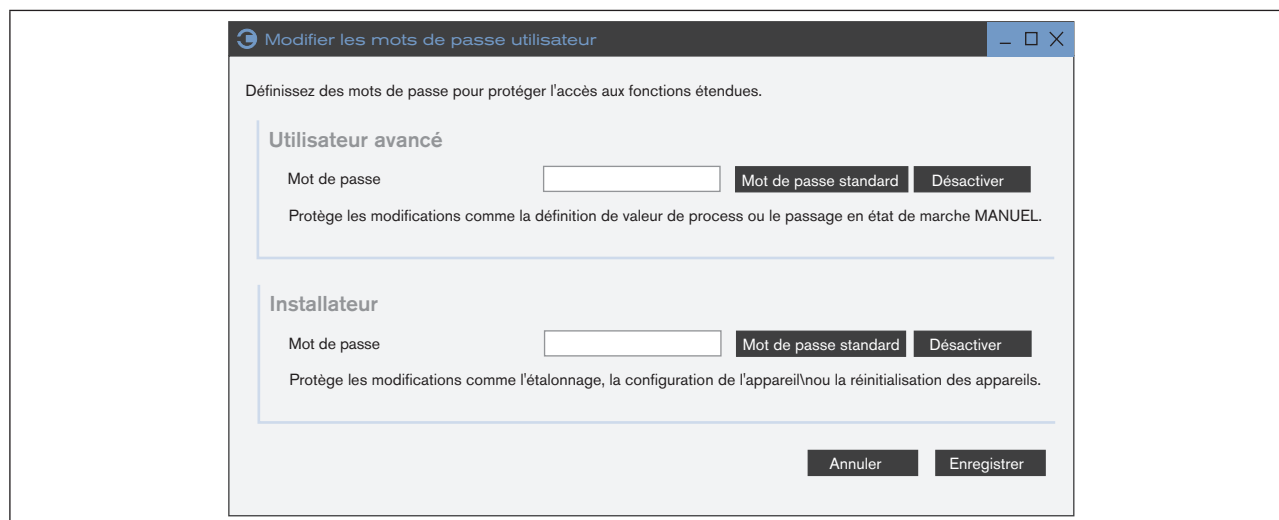 Modifier les mots de passe utilisateur
Définissez des mots de passe pour protéger l'accès aux fonctions étendues.
Utilisateur avancé
Mot de passe Mot de passe standard Désactiver
Protège les modifications comme la définition de valeur de process ou le passage en état de marche MANUEL.
Installateur
Mot de passe Mot de passe standard Désactiver
Protège les modifications comme l'étalonnage, la configuration de l'appareil\nou la réinitialisation des appareils.
Annuler Enregistrer